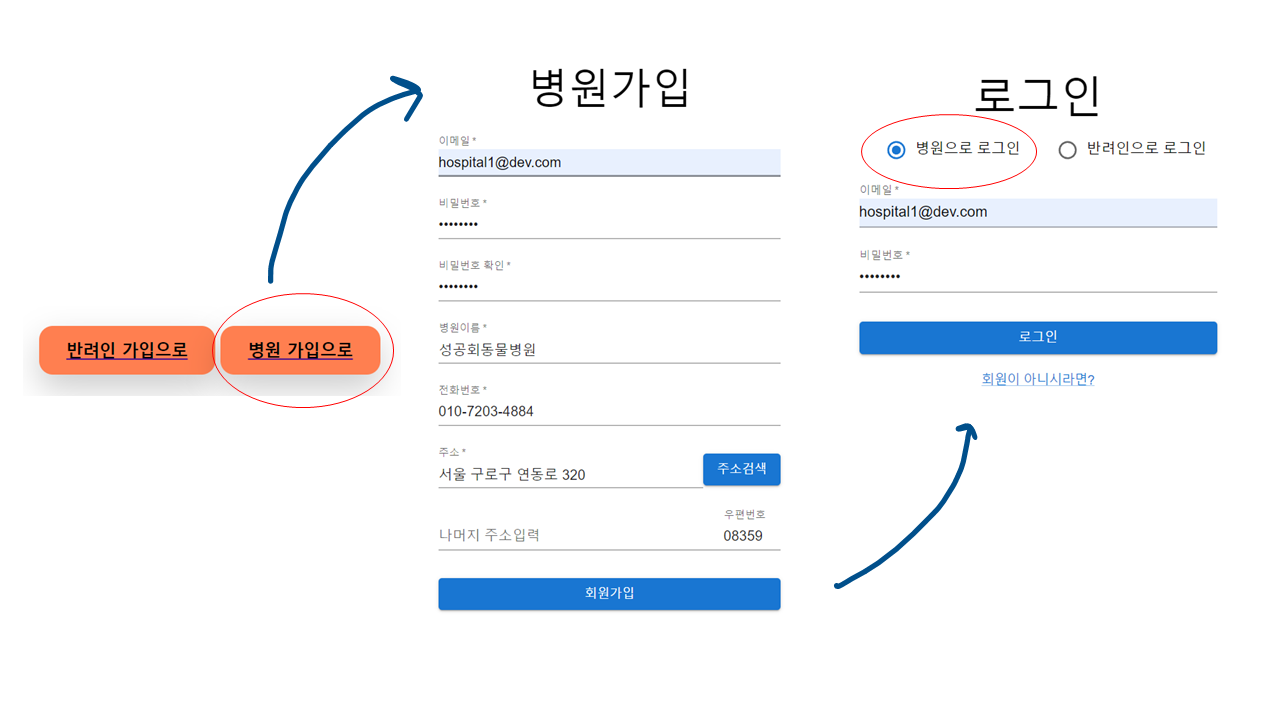 반려인 가입으로
병원 가입으로
병원가입
이메일 *
hospital1@dev.com
비밀번호 *
••••••••
비밀번호 확인 *
••••••••
병원이름 *
성공회동물병원
전화번호 *
010-7203-4884
주소 *
서울 구로구 연동로 320
주소검색
나머지 주소입력
우편번호
08359
회원가입
로그인
병원으로 로그인
반려인으로 로그인
이메일 *
hospital1@dev.com
비밀번호 *
••••••••
로그인
회원이 아니시라면?